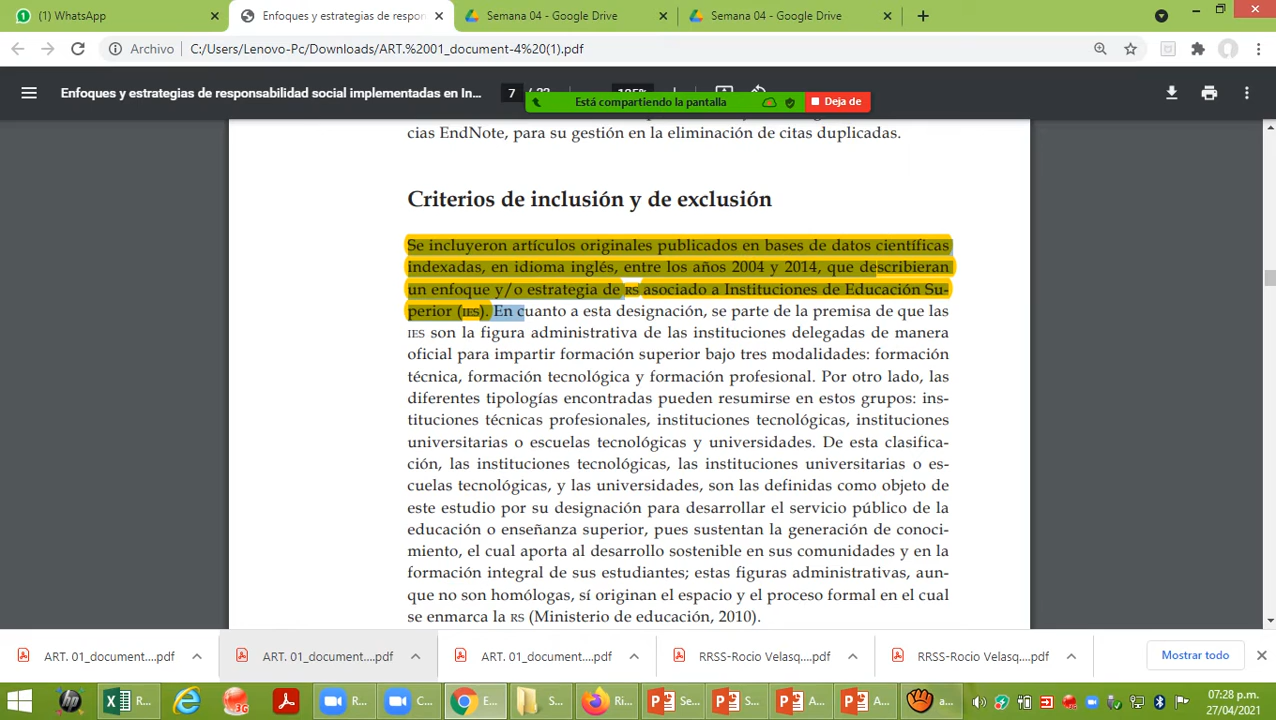 (1) WhatsApp
Enfoques y estrategias de respon
Semana 04 - Google Drive
Semana 04 - Google Drive
Archivo
C:/Users/Lenovo-Pc/Downloads/ART.%2001_document-4%20(1).pdf
Enfoques y estrategias de responsabilidad social implementadas en In...
7
Está compartiendo la pantalla
Deja de
cias EndNote, para su gestión en la eliminación de citas duplicadas.
Criterios de inclusión y de exclusión
Se incluyeron artículos originales publicados en bases de datos científicas
indexadas, en idioma inglés, entre los años 2004 y 2014, que describieran
un enfoque y/o estrategia de RS asociado a Instituciones de Educación Su-
perior (IES). En cuanto a esta designación, se parte de la premisa de que las
IES son la figura administrativa de las instituciones delegadas de manera
oficial para impartir formación superior bajo tres modalidades: formación
técnica, formación tecnológica y formación profesional. Por otro lado, las
diferentes tipologías encontradas pueden resumirse en estos grupos: ins-
tituciones técnicas profesionales, instituciones tecnológicas, instituciones
universitarias o escuelas tecnológicas y universidades. De esta clasifica-
ción, las instituciones tecnológicas, las instituciones universitarias o es-
cuelas tecnológicas, y las universidades, son las definidas como objeto de
este estudio por su designación para desarrollar el servicio público de la
educación o enseñanza superior, pues sustentan la generación de conoci-
miento, el cual aporta al desarrollo sostenible en sus comunidades y en la
formación integral de sus estudiantes; estas figuras administrativas, aun-
que no son homólogas, sí originan el espacio y el proceso formal en el cual
se enmarca la RS (Ministerio de educación, 2010).
ART. 01_document....pdf
ART. 01_document....pdf
ART. 01_document....pdf
RRSS-Rocio Velasq....pdf
RRSS-Rocio Velasq....pdf
Mostrar todo
R...
R...
C...
E...
S...
Ri...
Se...
S...
A...
A...
a...
07:28 p.m.
27/04/2021